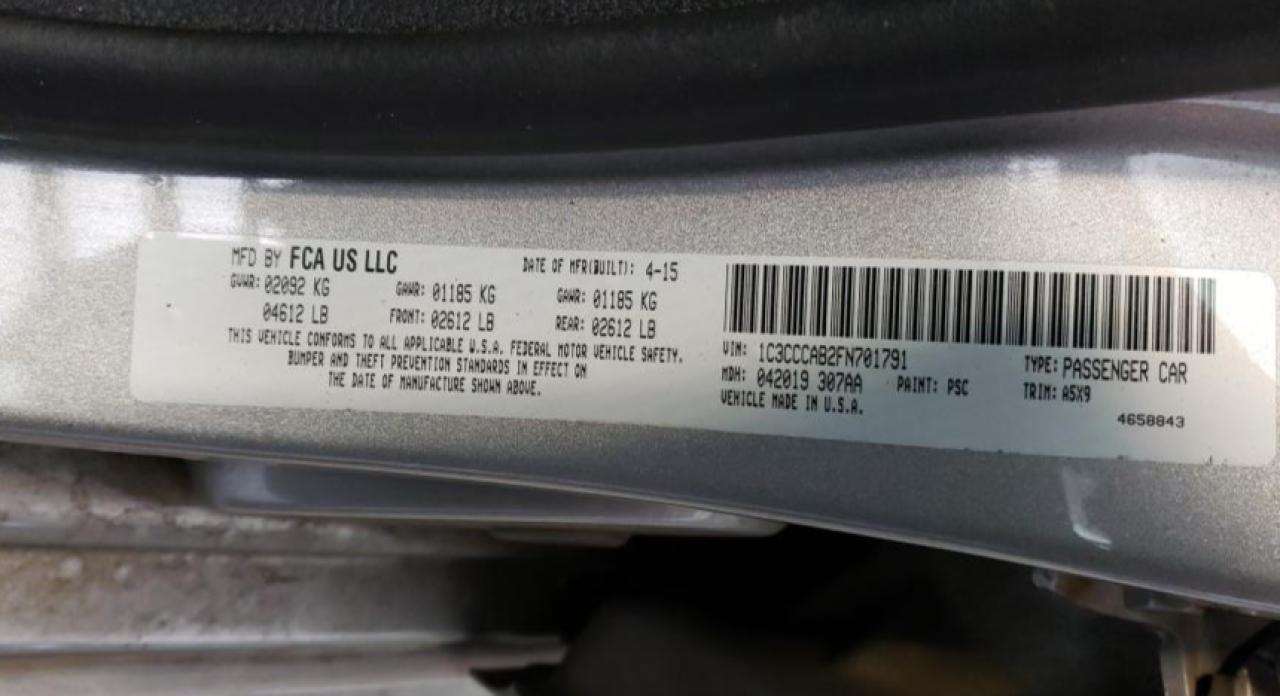 MFD BY FCA US LLC DATE OF MFR(BUILT): 4-15
GVWR: 02092 KG GAWR: 01185 KG GAWR: 01185 KG
04612 LB FRONT: 02612 LB REAR: 02612 LB
THIS VEHICLE CONFORMS TO ALL APPLICABLE U.S.A. FEDERAL MOTOR VEHICLE SAFETY.
BUMPER AND THEFT PREVENTION STANDARDS IN EFFECT ON
THE DATE OF MANUFACTURE SHOWN ABOVE.
VIN: 1C3CCCAB2FN701791 TYPE: PASSENGER CAR
MDH: 042019 307AA PAINT: PSC TRIM: A5X9
VEHICLE MADE IN U.S.A.
4658843